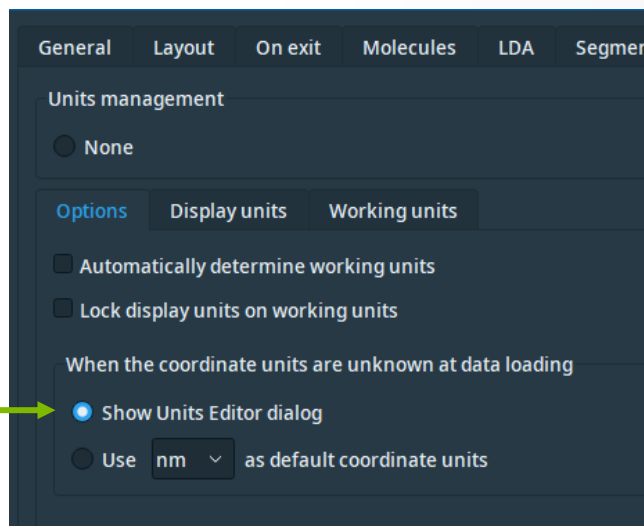 General Layout On exit Molecules LDA Segmen
Units management
None
Options Display units Working units
Automatically determine working units
Lock display units on working units
When the coordinate units are unknown at data loading
Show Units Editor dialog
Use nm as default coordinate units